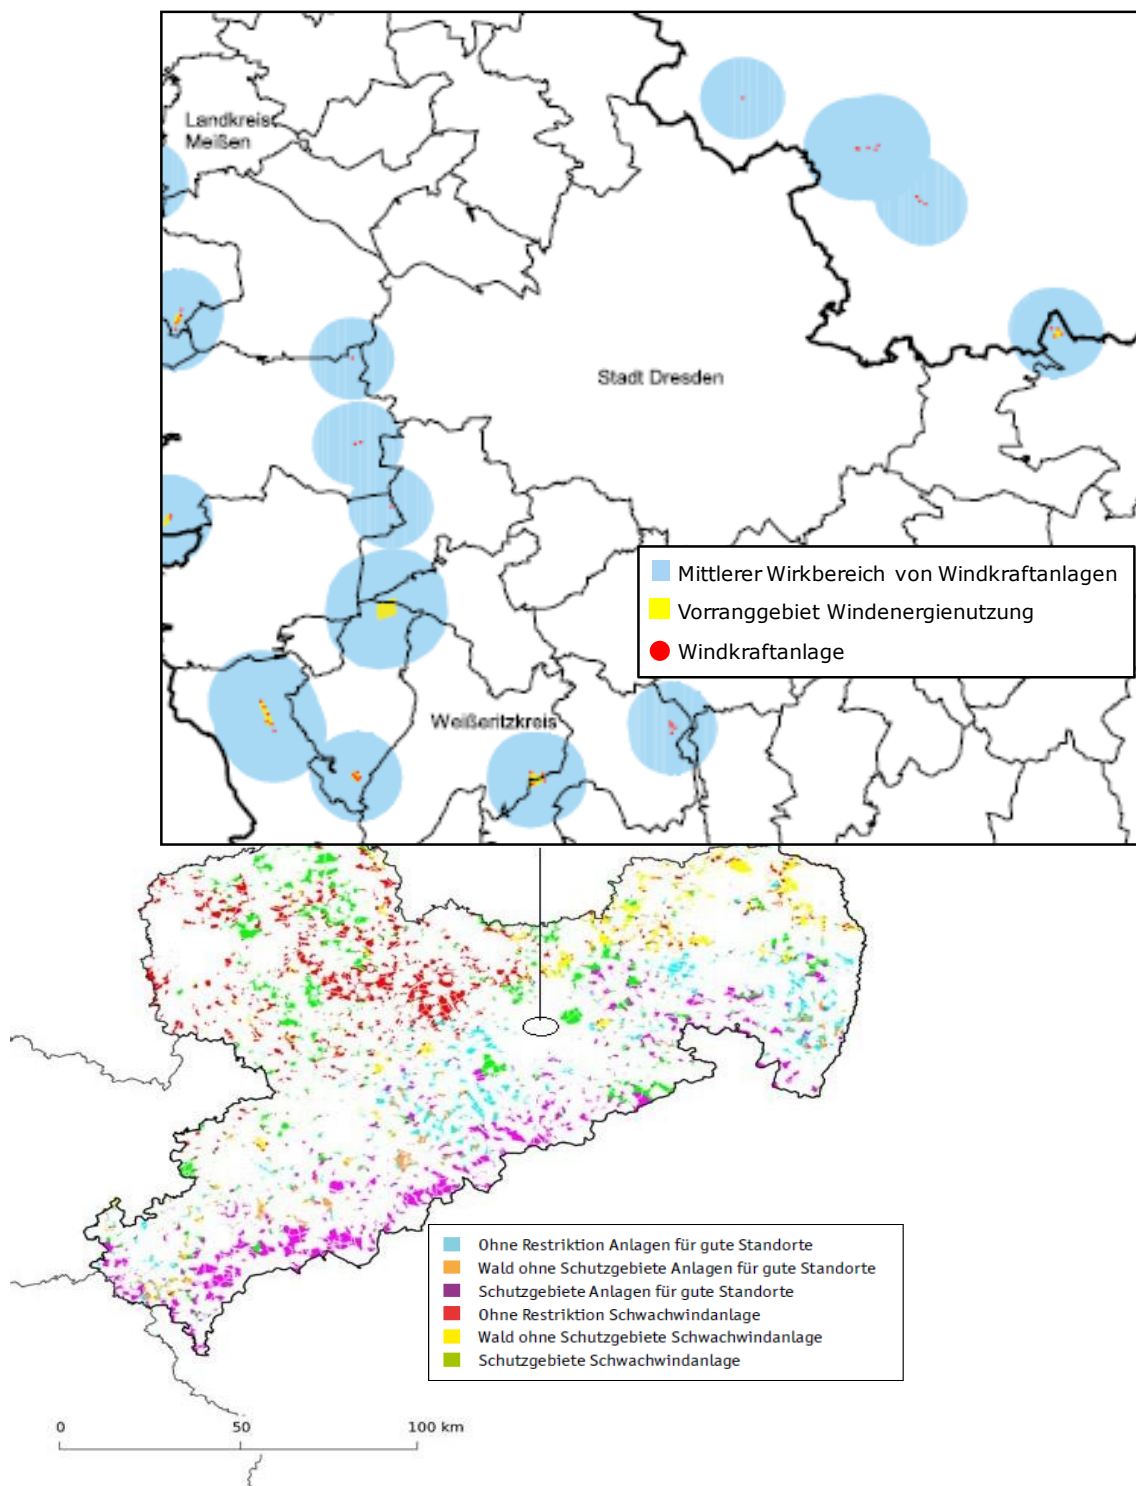 Landkreis
Meißen
Stadt Dresden
Mittlerer Wirkbereich von Windkraftanlagen
Vorranggebiet Windenergienutzung
Windkraftanlage
Weißeritzkreis
Ohne Restriktion Anlagen für gute Standorte
Wald ohne Schutzgebiete Anlagen für gute Standorte
Schutzgebiete Anlagen für gute Standorte
Ohne Restriktion Schwachwindanlage
Wald ohne Schutzgebiete Schwachwindanlage
Schutzgebiete Schwachwindanlage
0 50 100 km